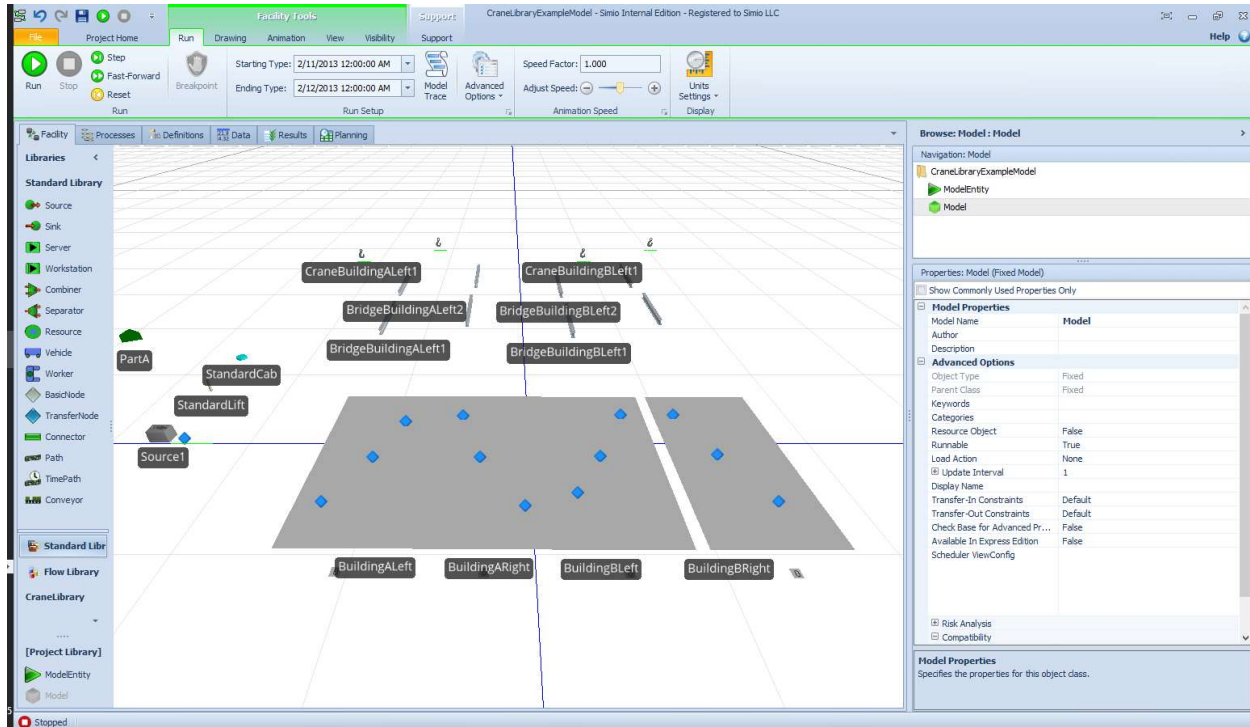 Facility Tools
Support
CraneLibraryExampleModel - Simio Internal Edition - Registered to Simio LLC
File
Project Home
Run
Drawing
Animation
View
Visibility
Support
Help
Run
Stop
Step
Fast-Forward
Reset
Breakpoint
Starting Type: 2/11/2013 12:00:00 AM
Ending Type: 2/12/2013 12:00:00 AM
Model Trace
Advanced Options
Speed Factor: 1.000
Adjust Speed:
Units Settings
Run
Run Setup
Animation Speed
Display
Facility
Processes
Definitions
Data
Results
Planning
Libraries
Standard Library
Source
Sink
Server
Workstation
Combiner
Separator
Resource
Vehicle
Worker
BasicNode
TransferNode
Connector
Path
TimePath
Conveyor
Standard Libr
Flow Library
CraneLibrary
[Project Library]
ModelEntity
Model
CraneBuildingALeft1
CraneBuildingBLeft1
BridgeBuildingALeft2
BridgeBuildingBLeft2
BridgeBuildingALeft1
BridgeBuildingBLeft1
PartA
StandardCab
StandardLift
Source1
BuildingALeft
BuildingARight
BuildingBLeft
BuildingBRight
Browse: Model : Model
Navigation: Model
CraneLibraryExampleModel
ModelEntity
Model
Properties: Model (Fixed Model)
Show Commonly Used Properties Only
Model Properties
Model Name Model
Author
Description
Advanced Options
Object Type Fixed
Parent Class Fixed
Keywords
Categories
Resource Object False
Runnable True
Load Action None
Update Interval 1
Display Name
Transfer-In Constraints Default
Transfer-Out Constraints Default
Check Base for Advanced Pr... False
Available In Express Edition False
Scheduler ViewConfig
Risk Analysis
Compatibility
Model Properties
Specifies the properties for this object class.
5
Stopped